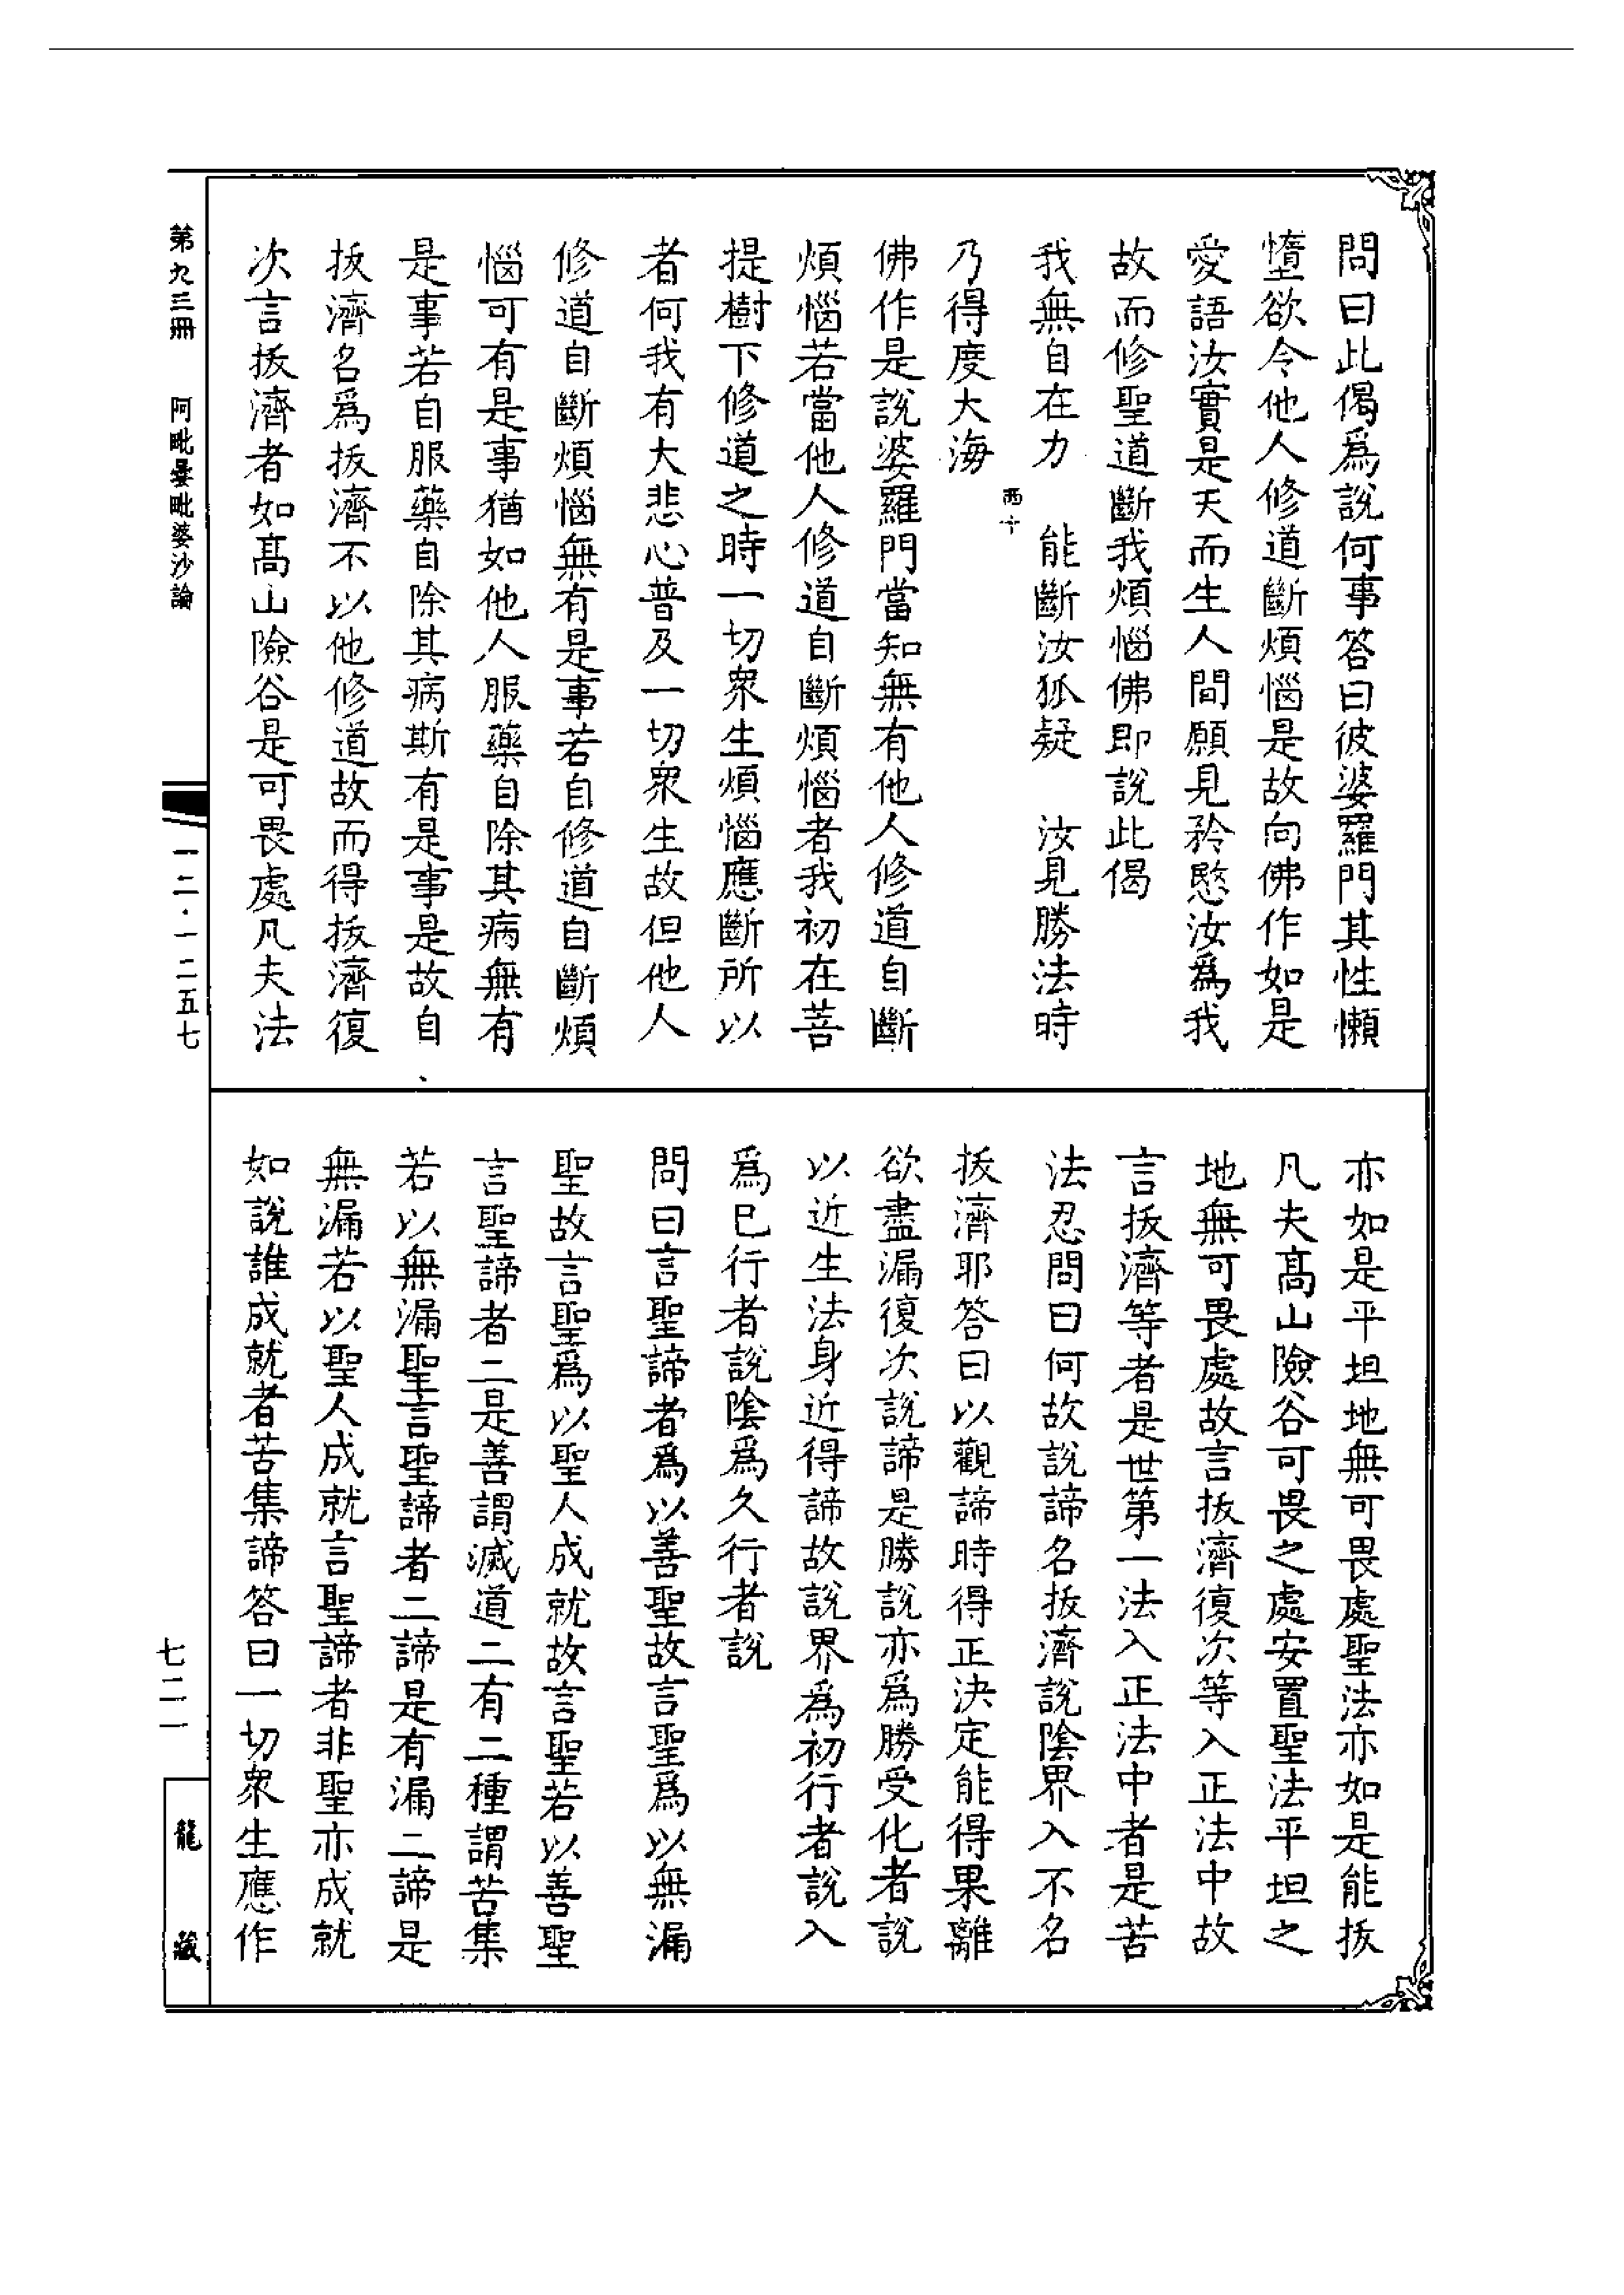 問曰此偈爲說何事答曰彼婆羅門其性懶
憜欲令他人修道斷煩惱是故向佛作如是
愛語汝實是天而生人間願見矜愍汝爲我
故而修聖道斷我煩惱佛即說此偈
我無自在力　能斷汝狐疑　汝見勝法時
乃得度大海
佛作是說婆羅門當知無有他人修道自斷
煩惱若當他人修道自斷煩惱者我初在菩
提樹下修道之時一切衆生煩惱應斷所以
者何我有大悲心普及一切衆生故但他人
修道自斷煩惱無有是事若自修道自斷煩
惱可有是事猶如他人服藥自除其病無有
是事若自服藥自除其病斯有是事是故自
拔濟名爲拔濟不以他修道故而得拔濟復
次言拔濟者如高山險谷是可畏處凡夫法
亦如是平坦地無可畏處聖法亦如是能拔
凡夫高山險谷可畏之處安置聖法平坦之
地無可畏處故言拔濟復次等入正法中故
言拔濟等者是世第一法入正法中者是苦
法忍問曰何故說諦名拔濟說陰界入不名
拔濟耶答曰以觀諦時得正決定能得果離
欲盡漏復次說諦是勝說亦爲勝受化者說
以近生法身近得諦故說界爲初行者說入
爲已行者說陰爲久行者說
問曰言聖諦者爲以善聖故言聖爲以無漏
聖故言聖爲以聖人成就故言聖若以善聖
言聖諦者二是善謂滅道二有二種謂苦集
若以無漏聖言聖諦者二諦是有漏二諦是
無漏若以聖人成就言聖諦者非聖亦成就
如說誰成就者苦集諦答曰一切衆生應作
第九三冊　阿毗曇毗婆沙論
一二·一二五七
七二一
龍藏